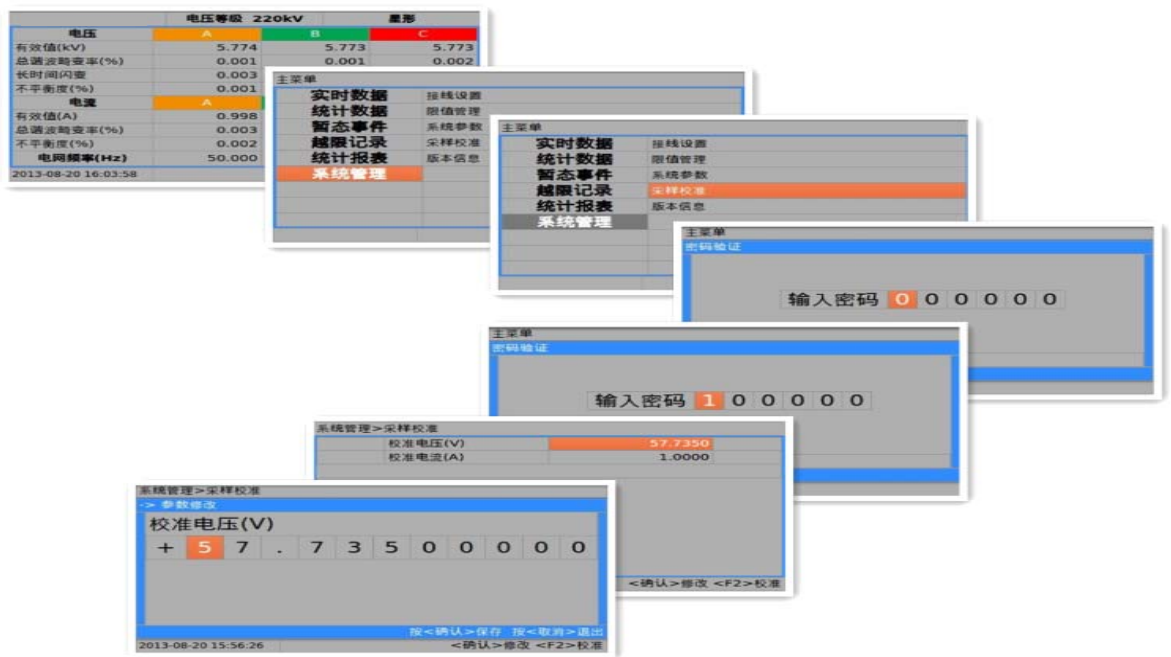 电压等级 220kV 星形
电压 A B C
有效值(kV) 5.774 5.773 5.773
总谐波畸变率(%) 0.001 0.001 0.002
长时间闪变 0.003
不平衡度(%) 0.001
电流 A
有效值(A) 0.998
总谐波畸变率(%) 0.003
不平衡度(%) 0.002
电网频率(Hz) 50.000
2013-08-20 16:03:58
主菜单
实时数据 接线设置
统计数据 限值管理
暂态事件 系统参数
越限记录 采样校准
统计报表 版本信息
系统管理
主菜单
实时数据 接线设置
统计数据 限值管理
暂态事件 系统参数
越限记录 采样校准
统计报表 版本信息
系统管理
主菜单
密码验证
输入密码 0 0 0 0 0 0
主菜单
密码验证
输入密码 1 0 0 0 0 0
系统管理>采样校准
校准电压(V) 57.7350
校准电流(A) 1.0000
<确认>修改 <F2>校准
系统管理>采样校准
-> 参数修改
校准电压(V)
+ 5 7 . 7 3 5 0 0 0 0 0
按<确认>保存 按<取消>退出
2013-08-20 15:56:26 <确认>修改 <F2>校准